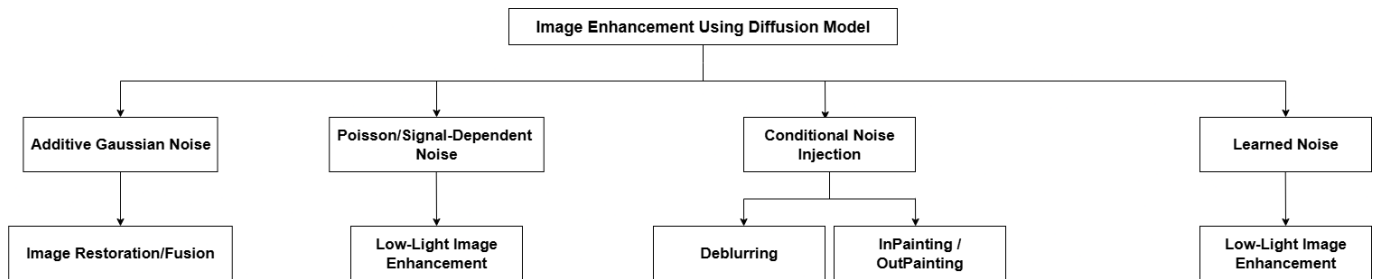 Image Enhancement Using Diffusion Model
Additive Gaussian Noise
Poisson/Signal-Dependent
Noise
Conditional Noise
Injection
Learned Noise
Image Restoration/Fusion
Low-Light Image
Enhancement
Deblurring
InPainting /
OutPainting
Low-Light Image
Enhancement